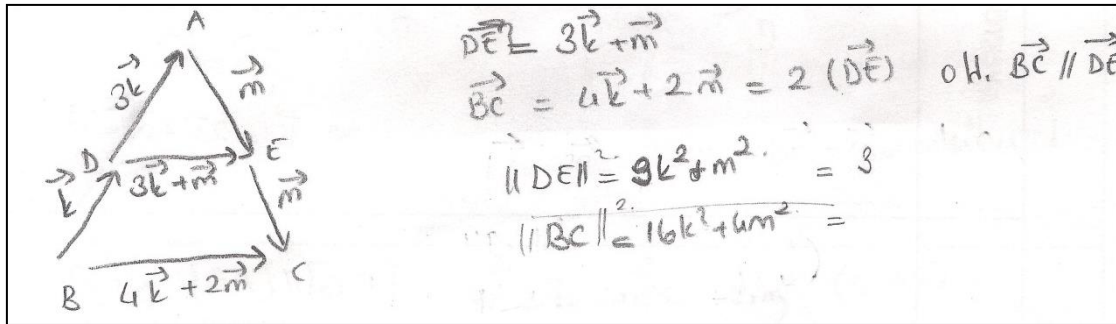 A
3k⃗
m⃗
D
E
3k⃗+m⃗
k⃗
m⃗
B
4k⃗+2m⃗
C
DE⃗ = 3k⃗+m⃗
BC⃗ = 4k⃗+2m⃗ = 2(DE⃗) o H. BC⃗ // DE⃗
||DE||² = 9k²+m² = 3
||BC||² = 16k²+4m² =